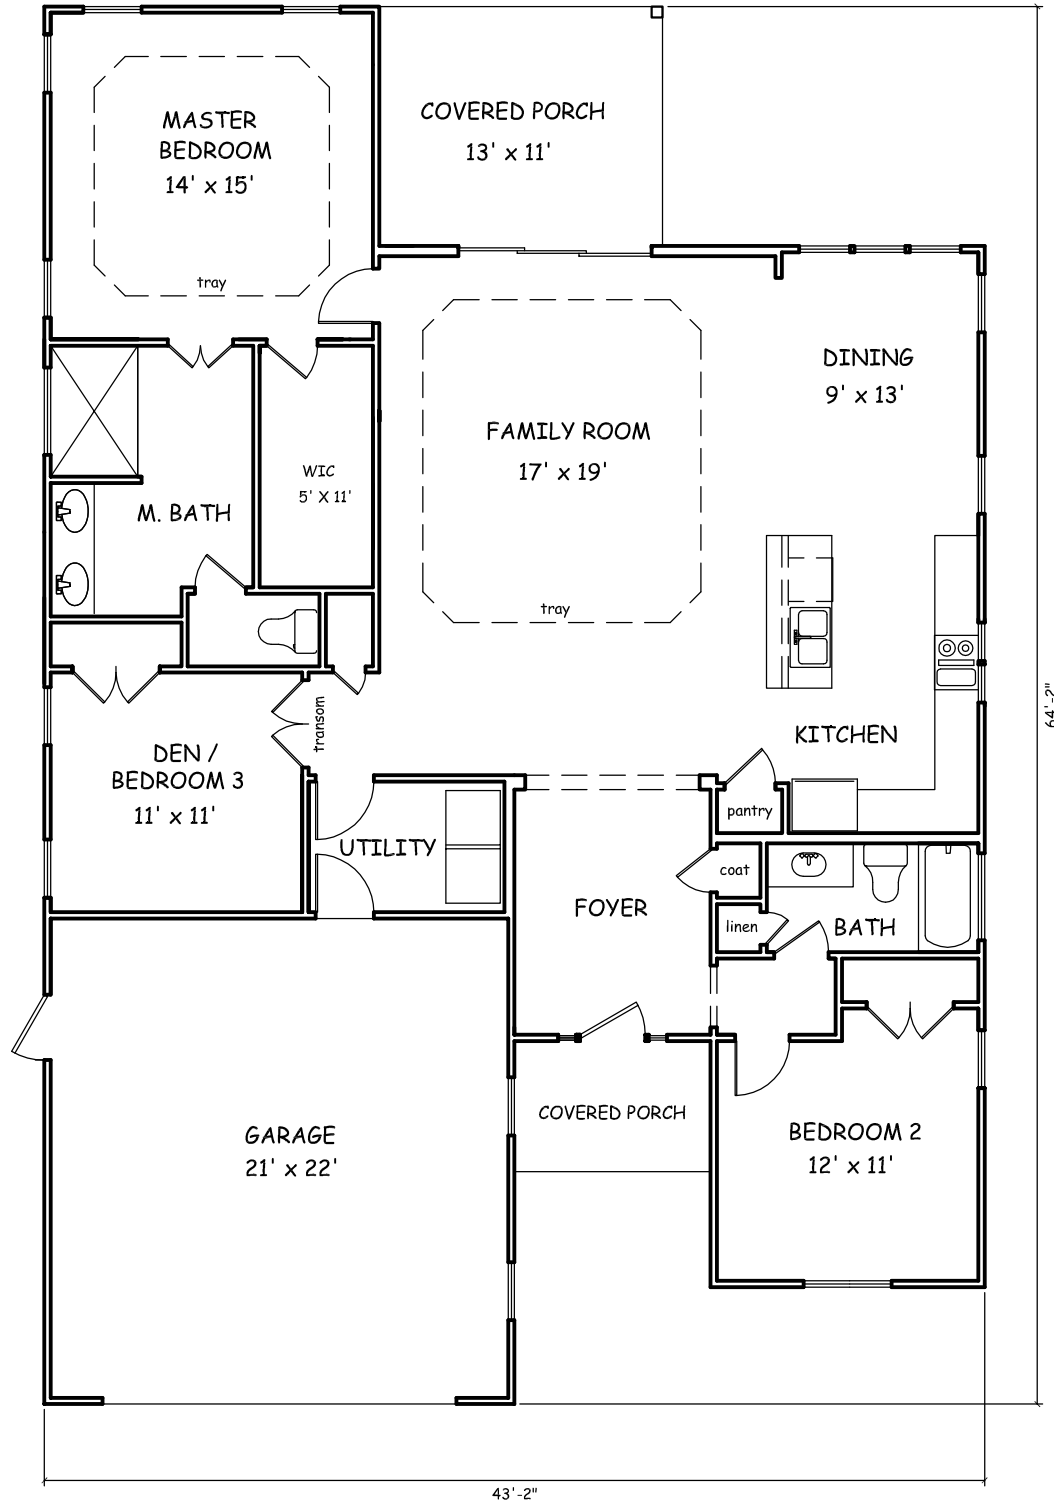 MASTER
BEDROOM
14' x 15'
tray
COVERED PORCH
13' x 11'
DINING
9' x 13'
FAMILY ROOM
17' x 19'
tray
WIC
5' X 11'
M. BATH
transom
64'-2"
KITCHEN
DEN /
BEDROOM 3
11' x 11'
pantry
UTILITY
coat
FOYER
linen
BATH
COVERED PORCH
GARAGE
21' x 22'
BEDROOM 2
12' x 11'
43'-2"